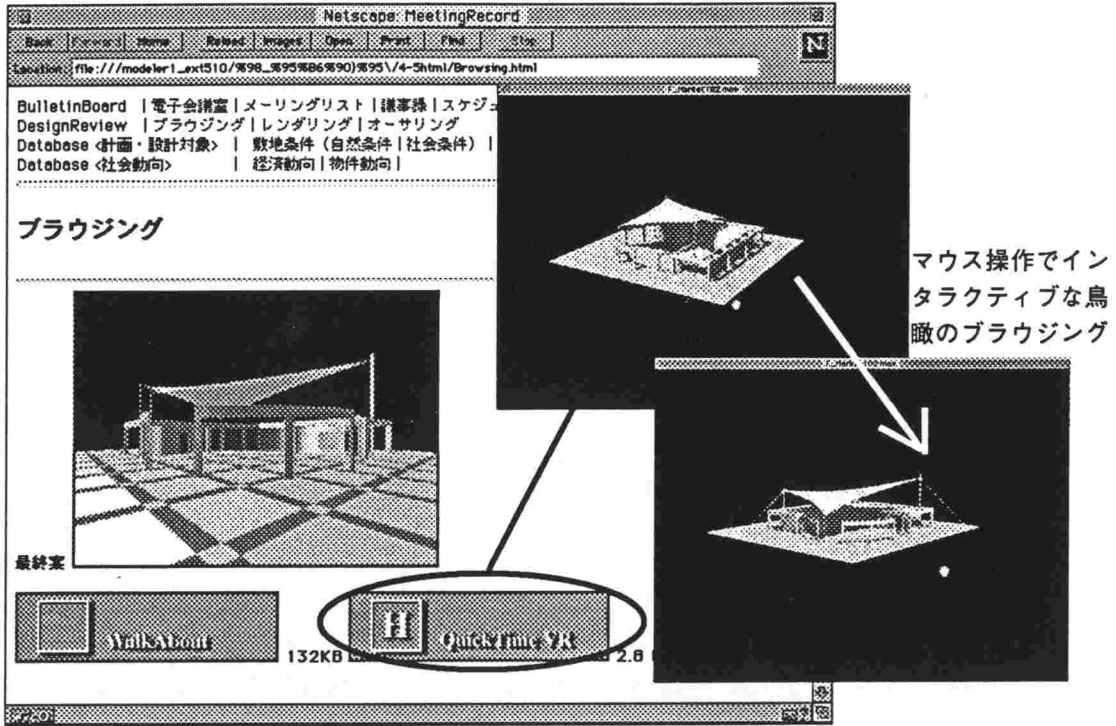 Netscape: MeetingRecord
Back Forward Home Reload Images Open Print Find Stop
Location: file:///modeler1_ext510/%98_%95%B6%90}%95\/4-5html/Browsing.html
N
BulletinBoard | 電子会議室 | メーリングリスト | 議事録 | スケジュ
DesignReview | ブラウジング | レンダリング | オーサリング
Database <計画・設計対象> | 敷地条件 (自然条件 | 社会条件) |
Database <社会動向> | 経済動向 | 物件動向 |
ブラウジング
マウス操作でイン
タラクティブな鳥
瞰のブラウジング
最終案
WalkAbout
132KB
H QuickTime VR
2.8